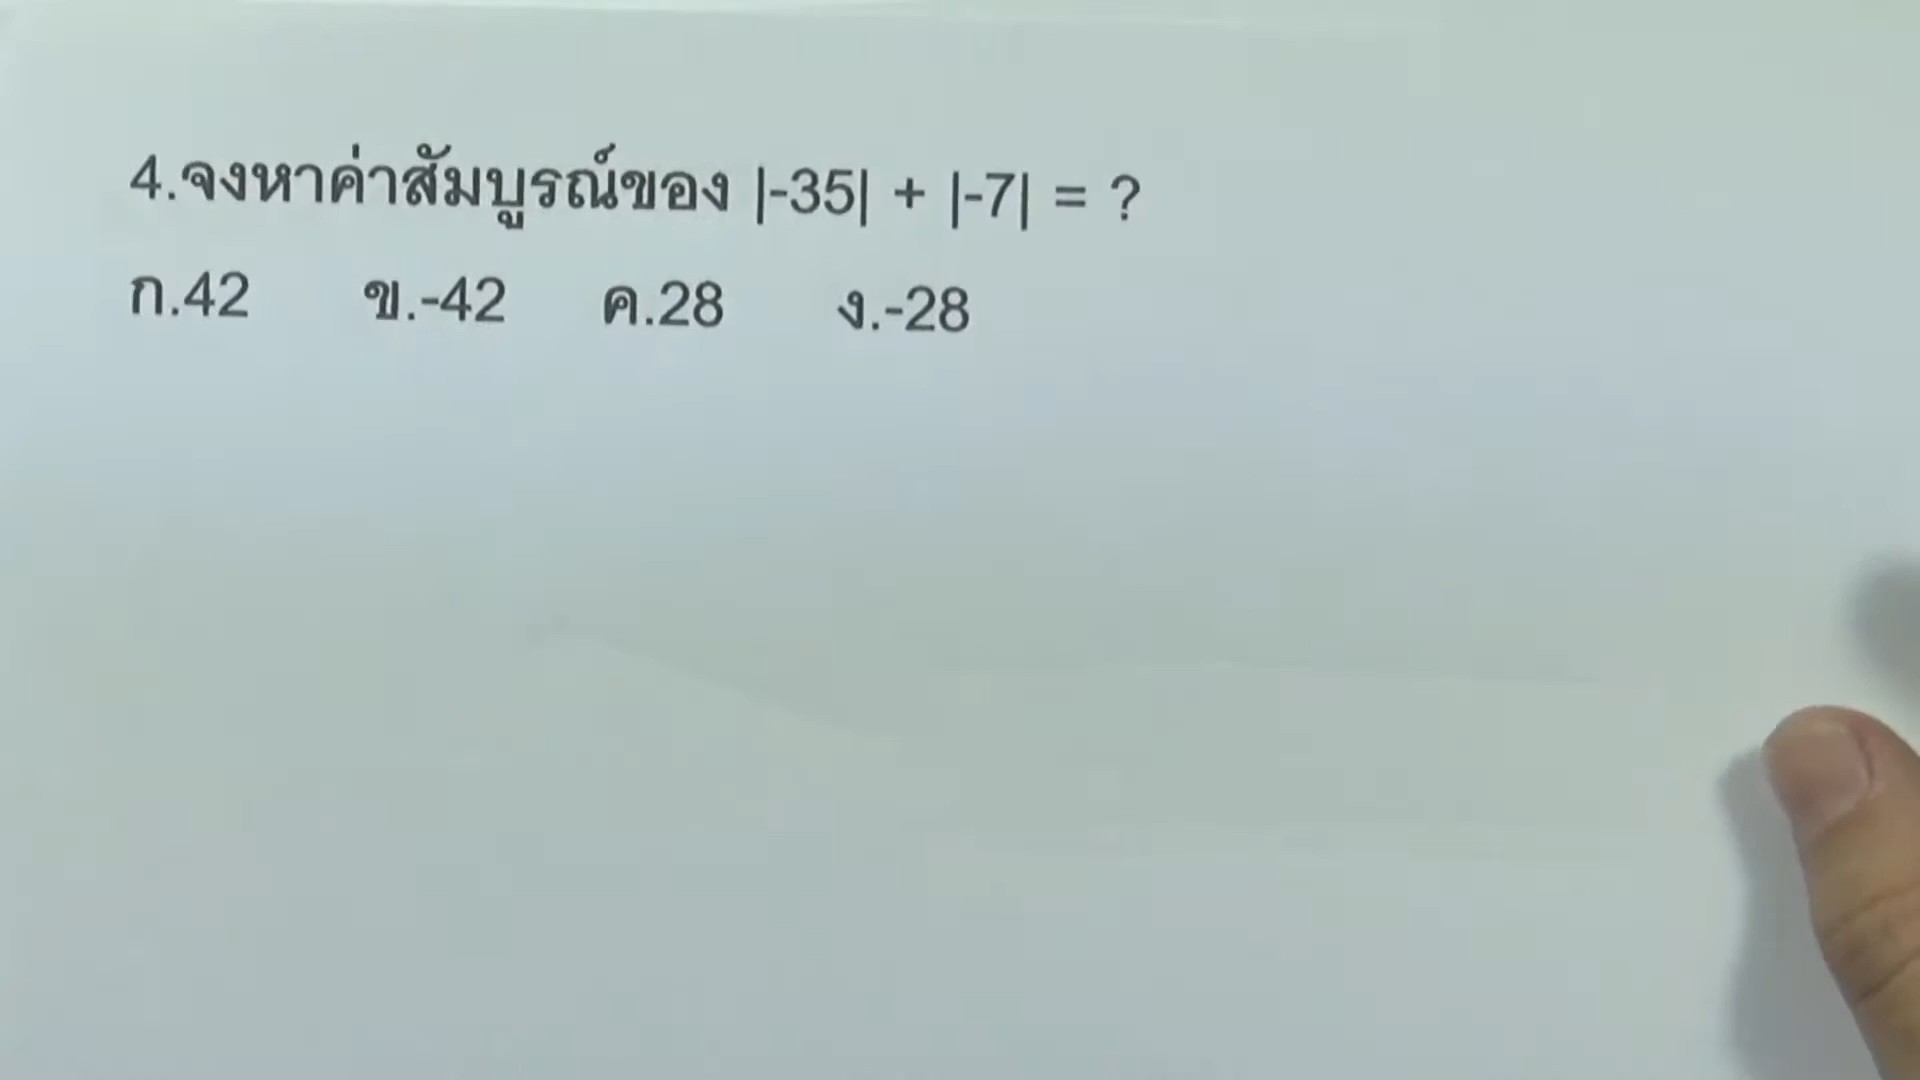 4.จงหาค่าสัมบูรณ์ของ |-35| + |-7| = ?
ก.42 ข.-42 ค.28 ง.-28